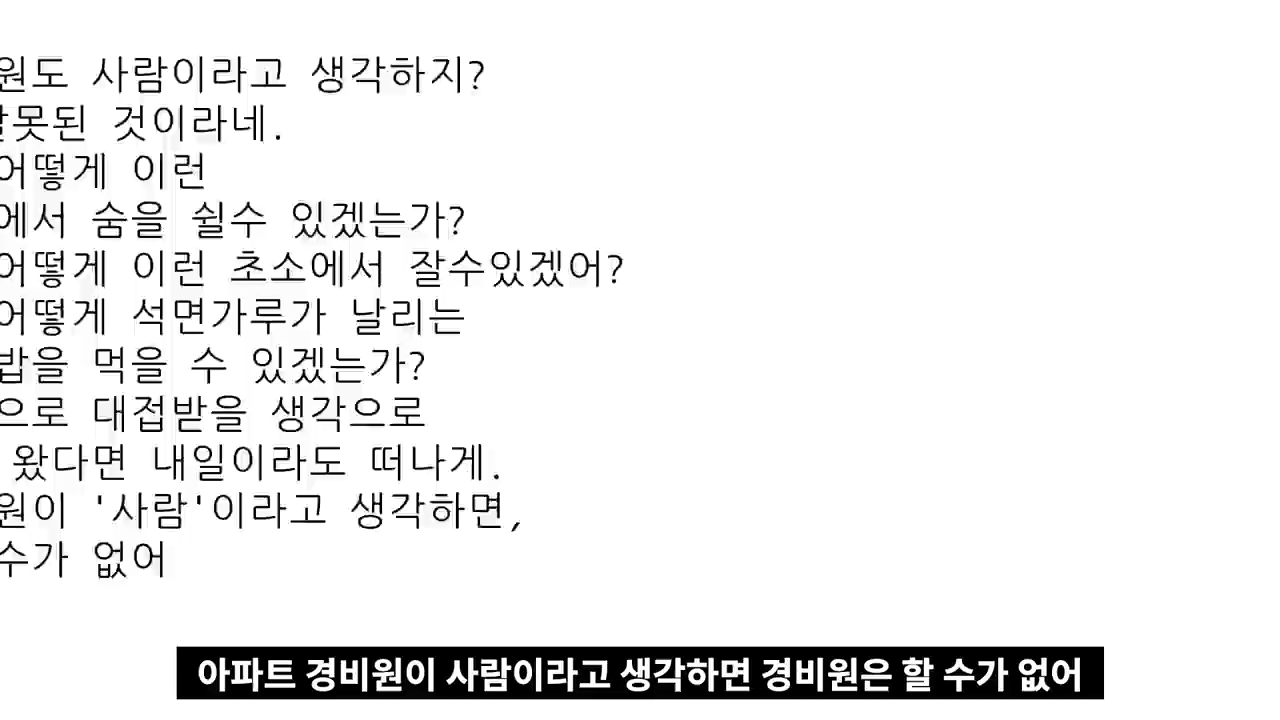 원도 사람이라고 생각하지?
잘못된 것이라네.
어떻게 이런
에서 숨을 쉴수 있겠는가?
어떻게 이런 초소에서 잘수있겠어?
어떻게 석면가루가 날리는
밥을 먹을 수 있겠는가?
으로 대접받을 생각으로
왔다면 내일이라도 떠나게.
원이 '사람'이라고 생각하면,
수가 없어
아파트 경비원이 사람이라고 생각하면 경비원은 할 수가 없어